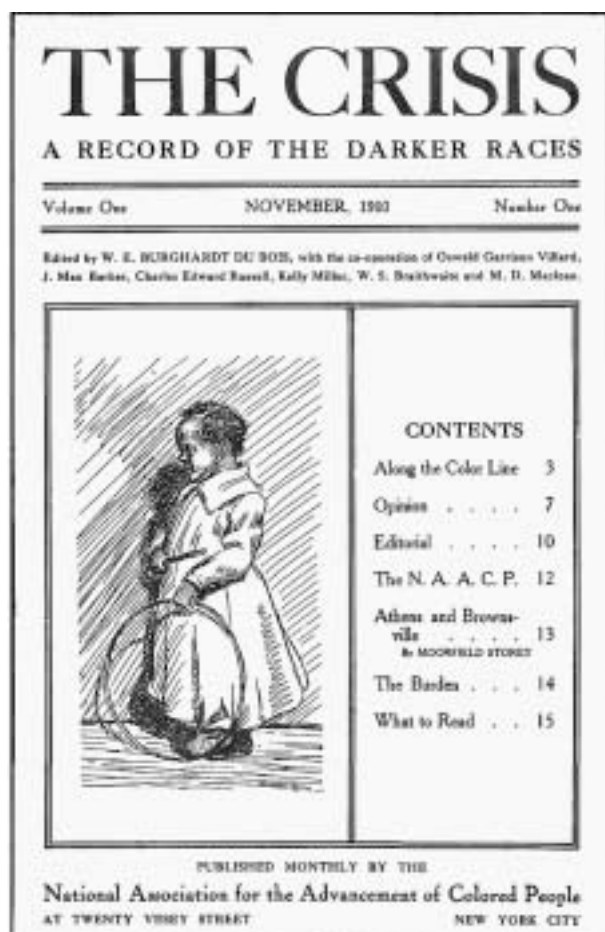 THE CRISIS
A RECORD OF THE DARKER RACES
Volume One NOVEMBER, 1910 Number One
Edited by W. E. BURGHARDT DU BOIS, with the co-operation of Oswald Garrison Villard,
J. Max Barber, Charles Edward Russell, Kelly Miller, W. S. Braithwaite and M. D. Maclean.
CONTENTS
Along the Color Line 3
Opinion . . . . 7
Editorial . . . . 10
The N. A. A. C. P. 12
Athens and Browns-
ville . . . . 13
By MOORFIELD STOREY
The Burden . . . 14
What to Read . . 15
PUBLISHED MONTHLY BY THE
National Association for the Advancement of Colored People
AT TWENTY VESEY STREET NEW YORK CITY